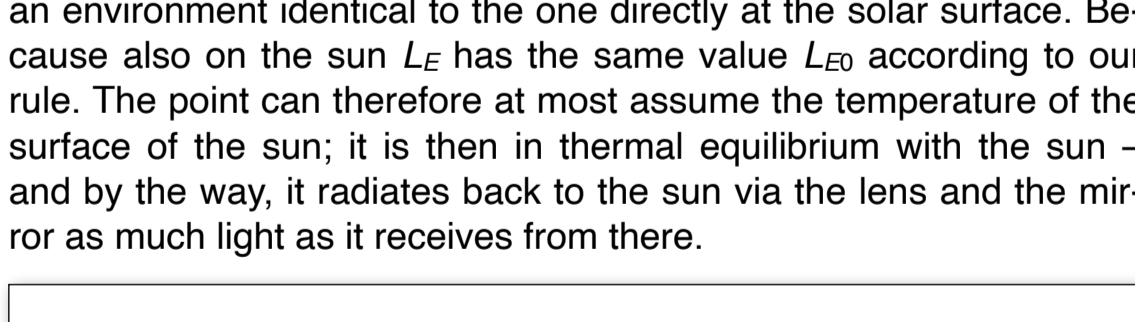 an environment identical to the one directly at the solar surface. Be-
cause also on the sun L_E has the same value L_E0 according to our
rule. The point can therefore at most assume the temperature of the
surface of the sun; it is then in thermal equilibrium with the sun –
and by the way, it radiates back to the sun via the lens and the mir-
ror as much light as it receives from there.